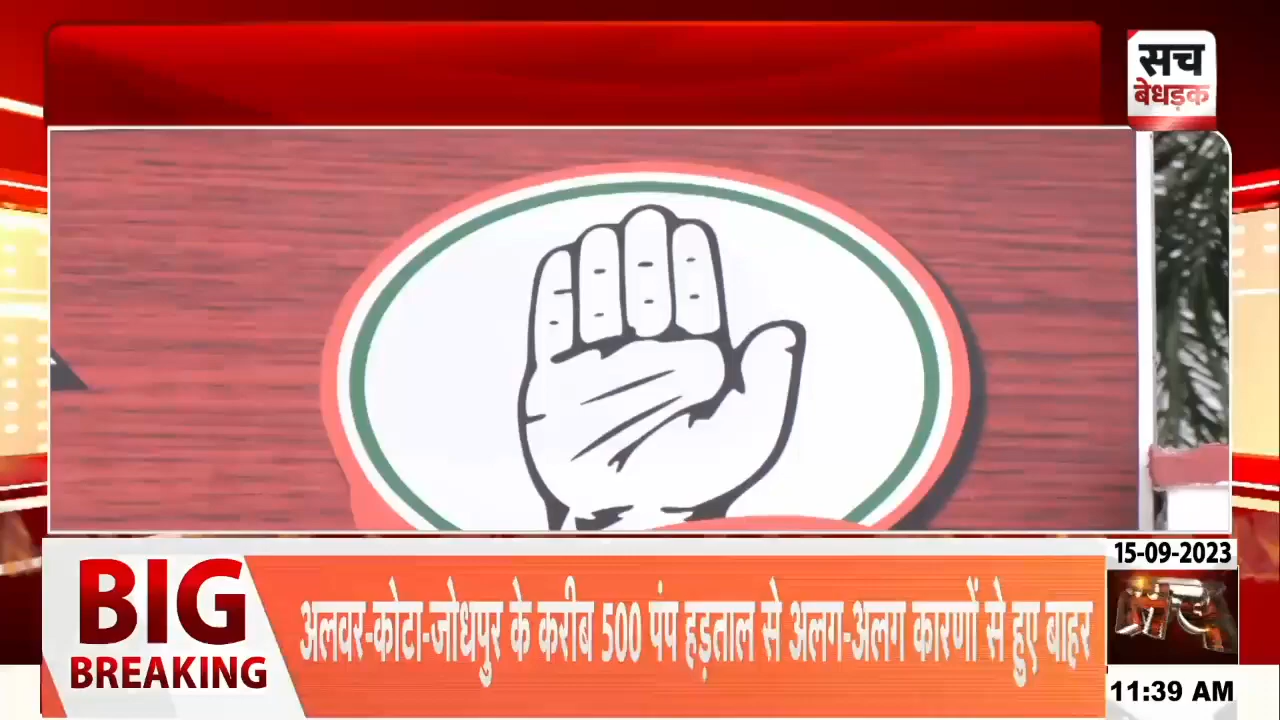 सच
बेधड़क
BIG
BREAKING
अलवर-कोटा-जोधपुर के करीब 500 पंप हड़ताल से अलग-अलग कारणों से हुए बाहर
15-09-2023
11:39 AM